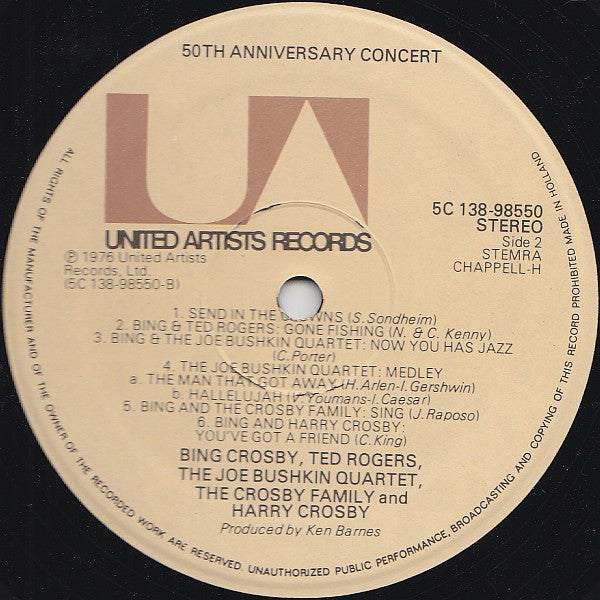 50TH ANNIVERSARY CONCERT
UA
UNITED ARTISTS RECORDS
℗ 1976 United Artists
Records, Ltd.
(5C 138-98550-B)
5C 138-98550
STEREO
Side 2
STEMRA
CHAPPELL-H
1. SEND IN THE CLOWNS (S. Sondheim)
2. BING & TED ROGERS: GONE FISHING (N. & C. Kenny)
3. BING & THE JOE BUSHKIN QUARTET: NOW YOU HAS JAZZ
(C. Porter)
4. THE JOE BUSHKIN QUARTET: MEDLEY
a. THE MAN THAT GOT AWAY (H. Arlen-I. Gershwin)
b. HALLELUJAH (V. Youmans-I. Caesar)
5. BING AND THE CROSBY FAMILY: SING (J. Raposo)
6. BING AND HARRY CROSBY:
YOU'VE GOT A FRIEND (C. King)
BING CROSBY, TED ROGERS,
THE JOE BUSHKIN QUARTET,
THE CROSBY FAMILY and
HARRY CROSBY
Produced by Ken Barnes
ALL RIGHTS OF THE MANUFACTURER AND OF THE OWNER OF THE RECORDED WORK ARE RESERVED. UNAUTHORIZED PUBLIC PERFORMANCE, BROADCASTING AND COPYING OF THIS RECORD PROHIBITED MADE IN HOLLAND